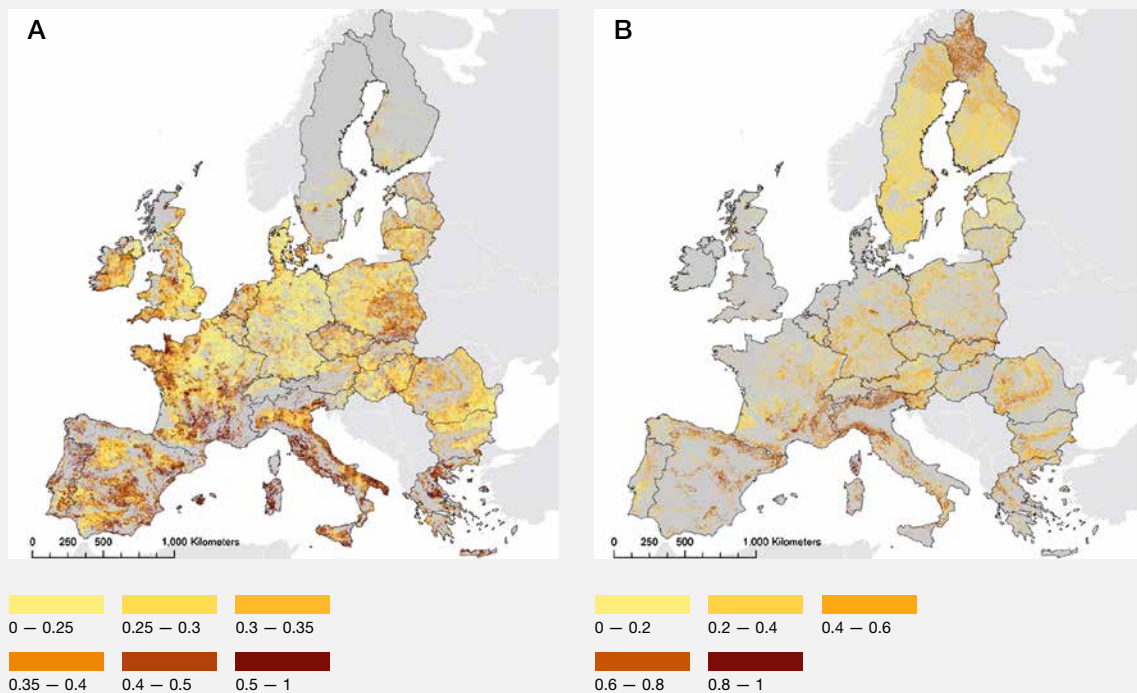 A
B
0 250 500 1,000 Kilometers
0 250 500 1.000 Kilometers
0 — 0.25 0.25 — 0.3 0.3 — 0.35
0.35 — 0.4 0.4 — 0.5 0.5 — 1
0 — 0.2 0.2 — 0.4 0.4 — 0.6
0.6 — 0.8 0.8 — 1